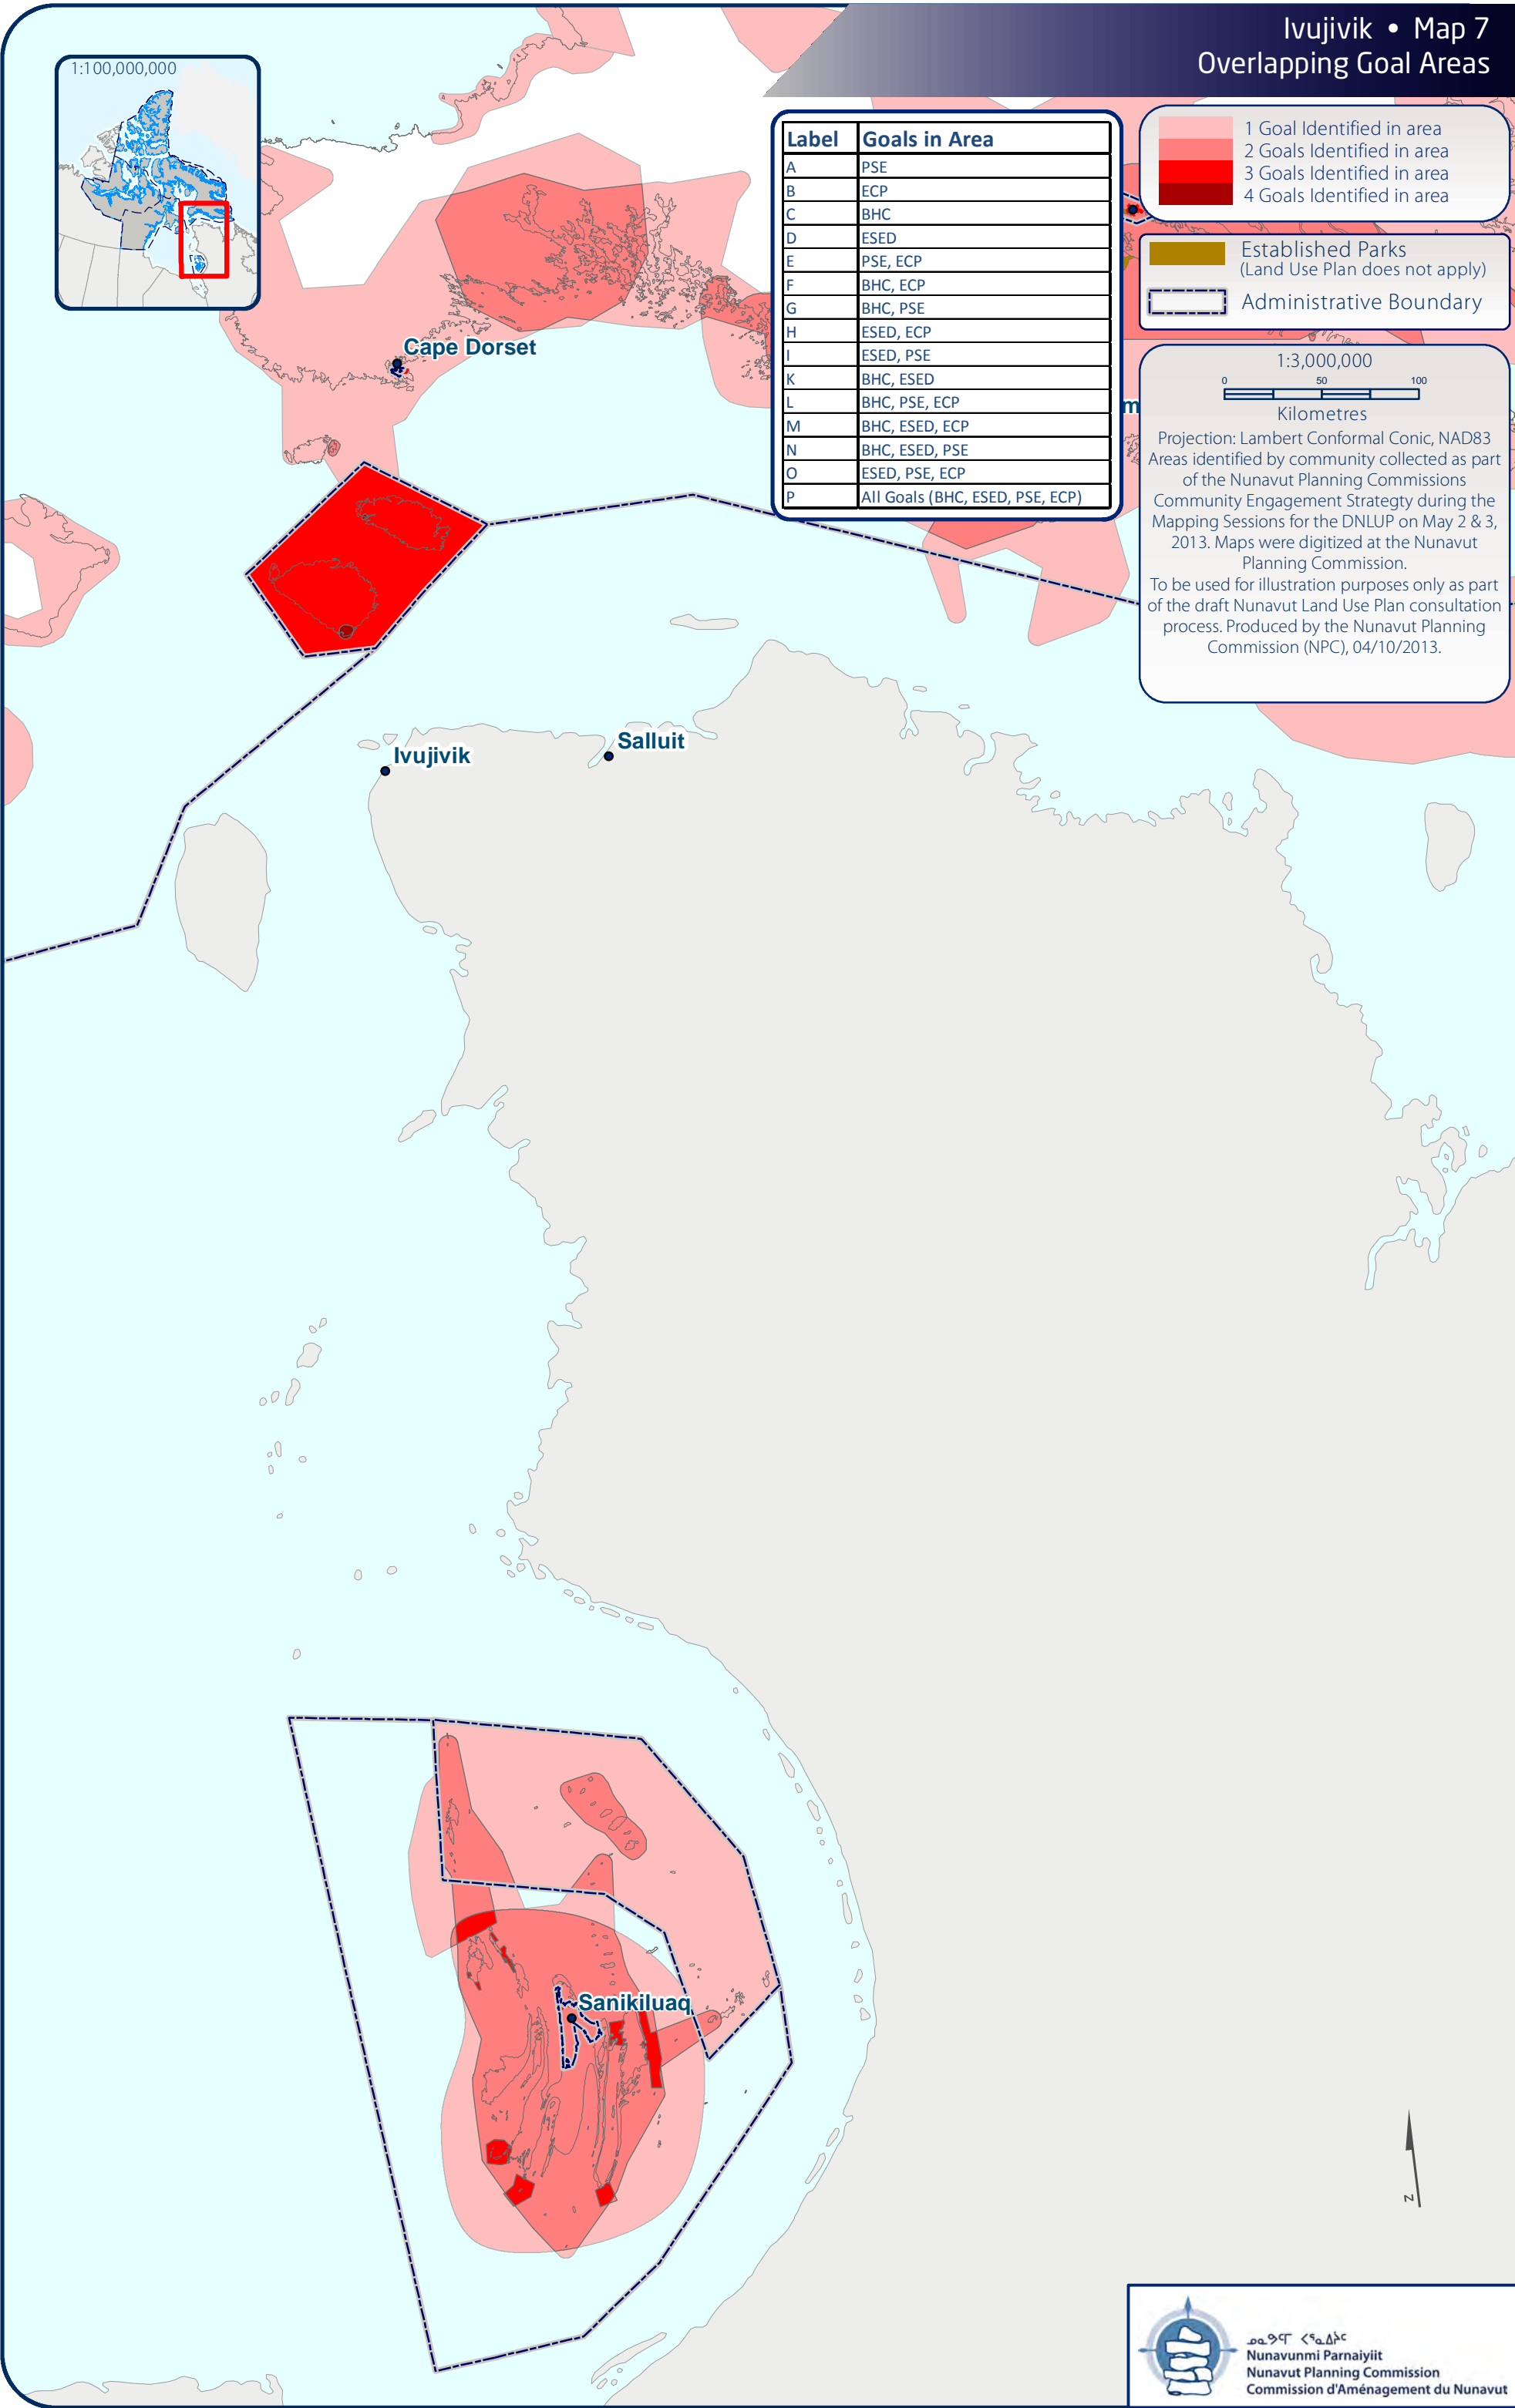 Ivujivik • Map 7
Overlapping Goal Areas
1:100,000,000
Label Goals in Area
A PSE
B ECP
C BHC
D ESED
E PSE, ECP
F BHC, ECP
G BHC, PSE
H ESED, ECP
I ESED, PSE
K BHC, ESED
L BHC, PSE, ECP
M BHC, ESED, ECP
N BHC, ESED, PSE
O ESED, PSE, ECP
P All Goals (BHC, ESED, PSE, ECP)
1 Goal Identified in area
2 Goals Identified in area
3 Goals Identified in area
4 Goals Identified in area
Established Parks
(Land Use Plan does not apply)
Administrative Boundary
1:3,000,000
0 50 100
Kilometres
Projection: Lambert Conformal Conic, NAD83
Areas identified by community collected as part
of the Nunavut Planning Commissions
Community Engagement Strategty during the
Mapping Sessions for the DNLUP on May 2 & 3,
2013. Maps were digitized at the Nunavut
Planning Commission.
To be used for illustration purposes only as part
of the draft Nunavut Land Use Plan consultation
process. Produced by the Nunavut Planning
Commission (NPC), 04/10/2013.
Cape Dorset
m
Salluit
Ivujivik
Sanikiluaq
N
ᓄᓇᕗᒻᒥ ᐸᕐᓇᐃᔨᑦ
Nunavunmi Parnaiyiit
Nunavut Planning Commission
Commission d'Aménagement du Nunavut